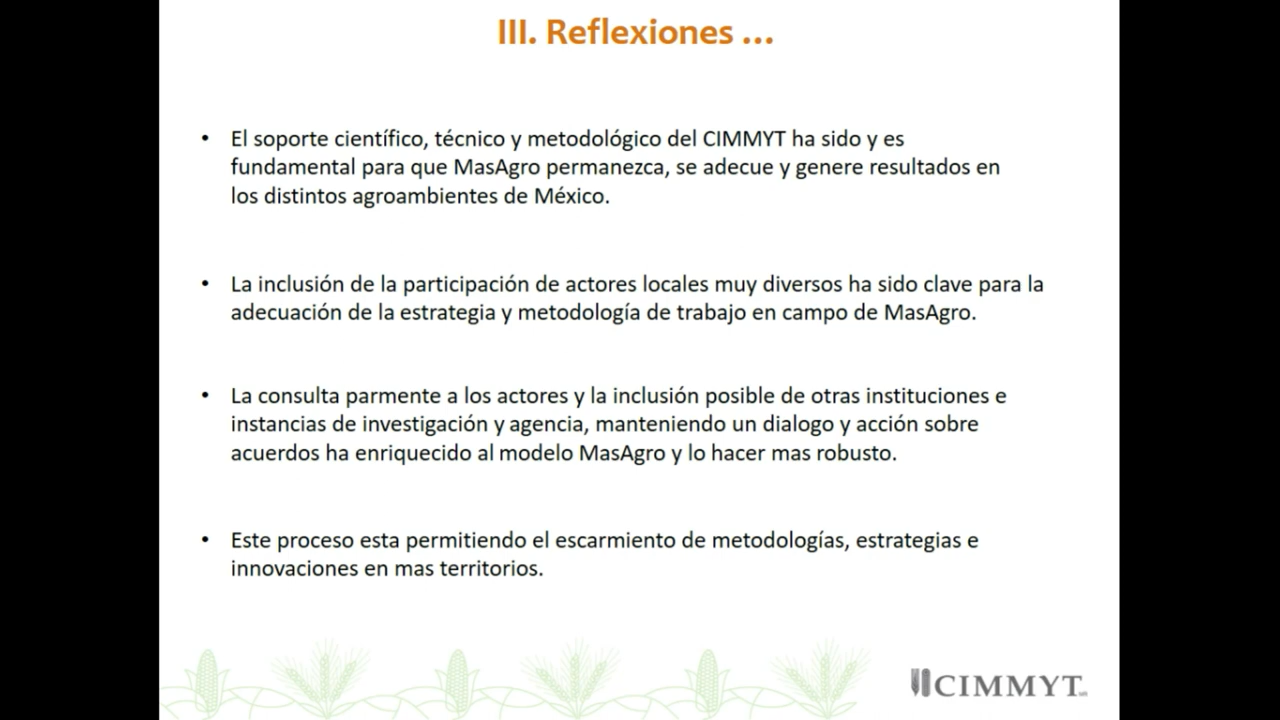 III. Reflexiones ...
• El soporte científico, técnico y metodológico del CIMMYT ha sido y es
fundamental para que MasAgro permanezca, se adecue y genere resultados en
los distintos agroambientes de México.
• La inclusión de la participación de actores locales muy diversos ha sido clave para la
adecuación de la estrategia y metodología de trabajo en campo de MasAgro.
• La consulta parmente a los actores y la inclusión posible de otras instituciones e
instancias de investigación y agencia, manteniendo un dialogo y acción sobre
acuerdos ha enriquecido al modelo MasAgro y lo hacer mas robusto.
• Este proceso esta permitiendo el escarmiento de metodologías, estrategias e
innovaciones en mas territorios.
CIMMYT